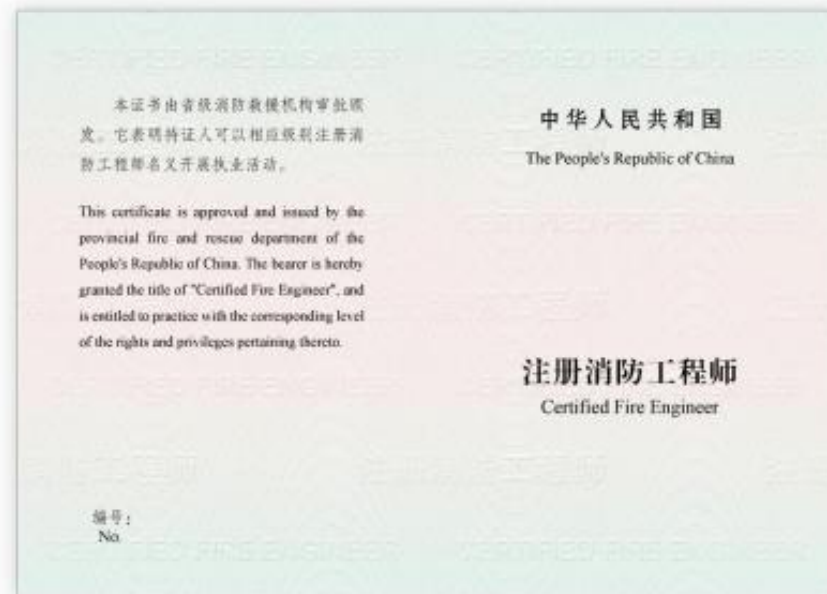 本证书由省级消防救援机构审批颁
发。它表明持证人可以相应级别注册消
防工程师名义开展执业活动。
This certificate is approved and issued by the
provincial fire and rescue department of the
People's Republic of China. The bearer is hereby
granted the title of "Certified Fire Engineer", and
is entitled to practice with the corresponding level
of the rights and privileges pertaining thereto.
编号:
No.
中华人民共和国
The People's Republic of China
注册消防工程师
Certified Fire Engineer